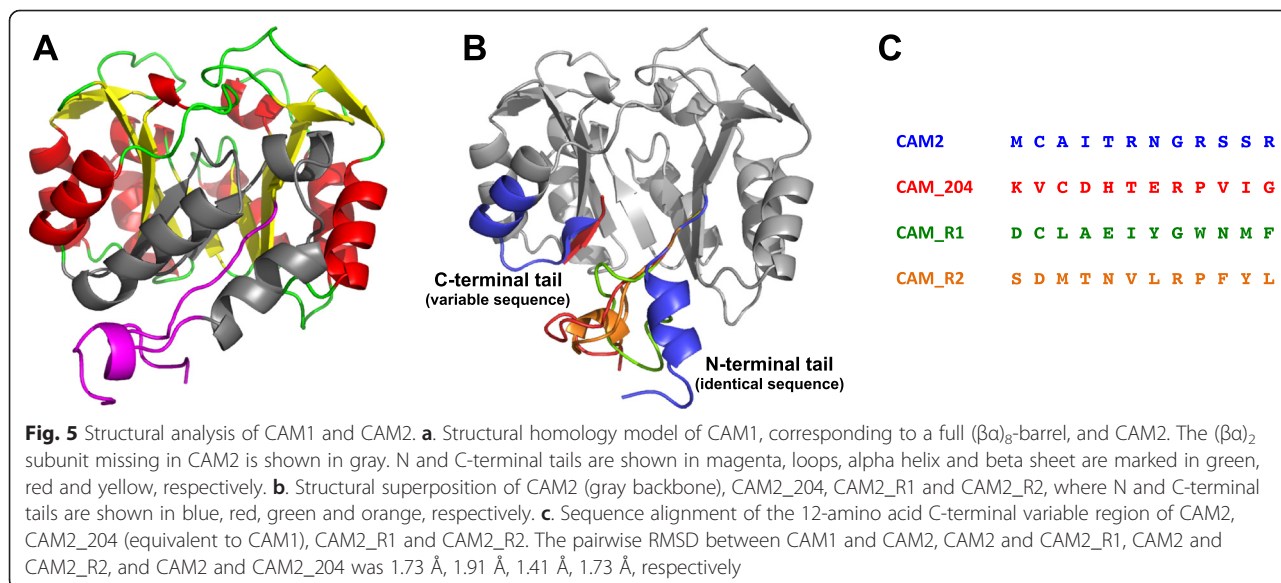 A
B
C
C-terminal tail
(variable sequence)
N-terminal tail
(identical sequence)
CAM2 M C A I T R N G R S S R
CAM_204 K V C D H T E R P V I G
CAM_R1 D C L A E I Y G W N M F
CAM_R2 S D M T N V L R P F Y L
Fig. 5 Structural analysis of CAM1 and CAM2. a. Structural homology model of CAM1, corresponding to a full (βα)8-barrel, and CAM2. The (βα)2
subunit missing in CAM2 is shown in gray. N and C-terminal tails are shown in magenta, loops, alpha helix and beta sheet are marked in green,
red and yellow, respectively. b. Structural superposition of CAM2 (gray backbone), CAM2_204, CAM2_R1 and CAM2_R2, where N and C-terminal
tails are shown in blue, red, green and orange, respectively. c. Sequence alignment of the 12-amino acid C-terminal variable region of CAM2,
CAM2_204 (equivalent to CAM1), CAM2_R1 and CAM2_R2. The pairwise RMSD between CAM1 and CAM2, CAM2 and CAM2_R1, CAM2 and
CAM2_R2, and CAM2 and CAM2_204 was 1.73 Å, 1.91 Å, 1.41 Å, 1.73 Å, respectively